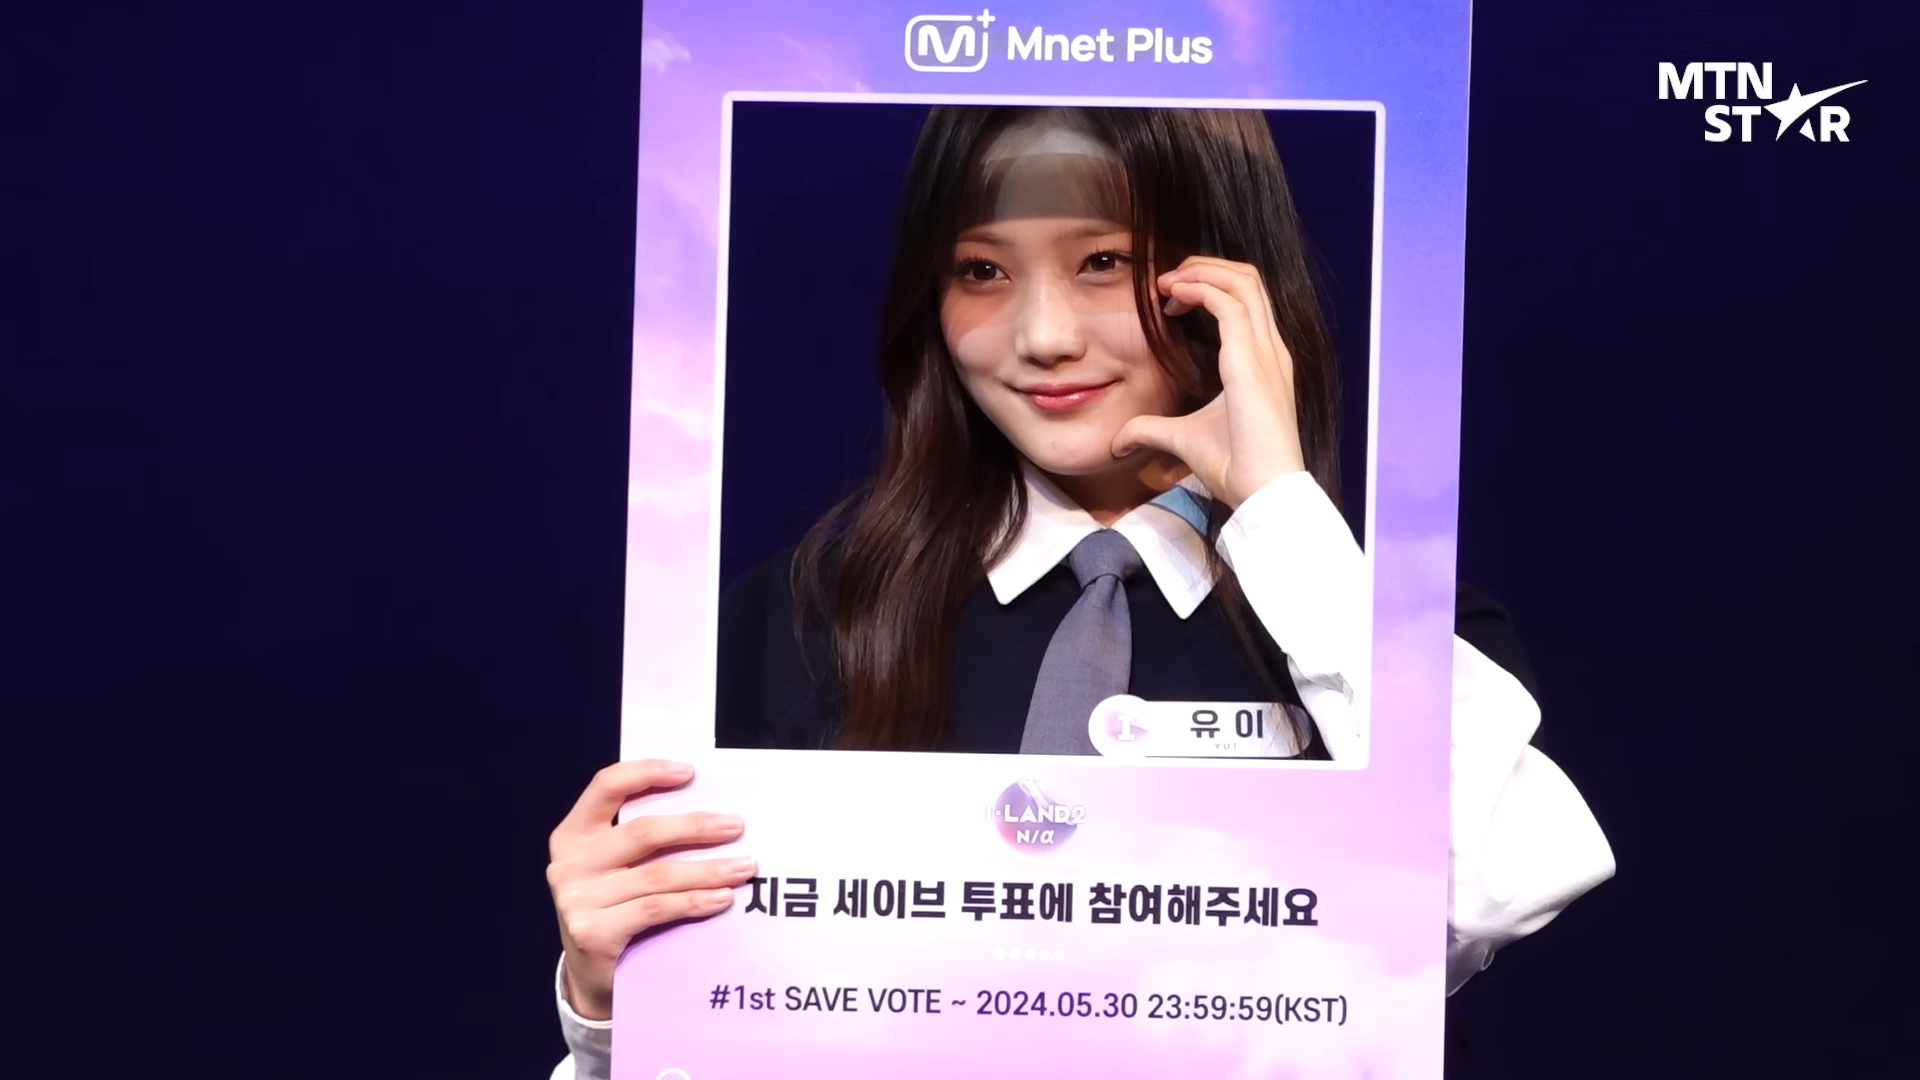 Mnet Plus
MTN
STAR
유이
YUI
I-LAND2
N/α
지금 세이브 투표에 참여해주세요
#1st SAVE VOTE ~ 2024.05.30 23:59:59(KST)